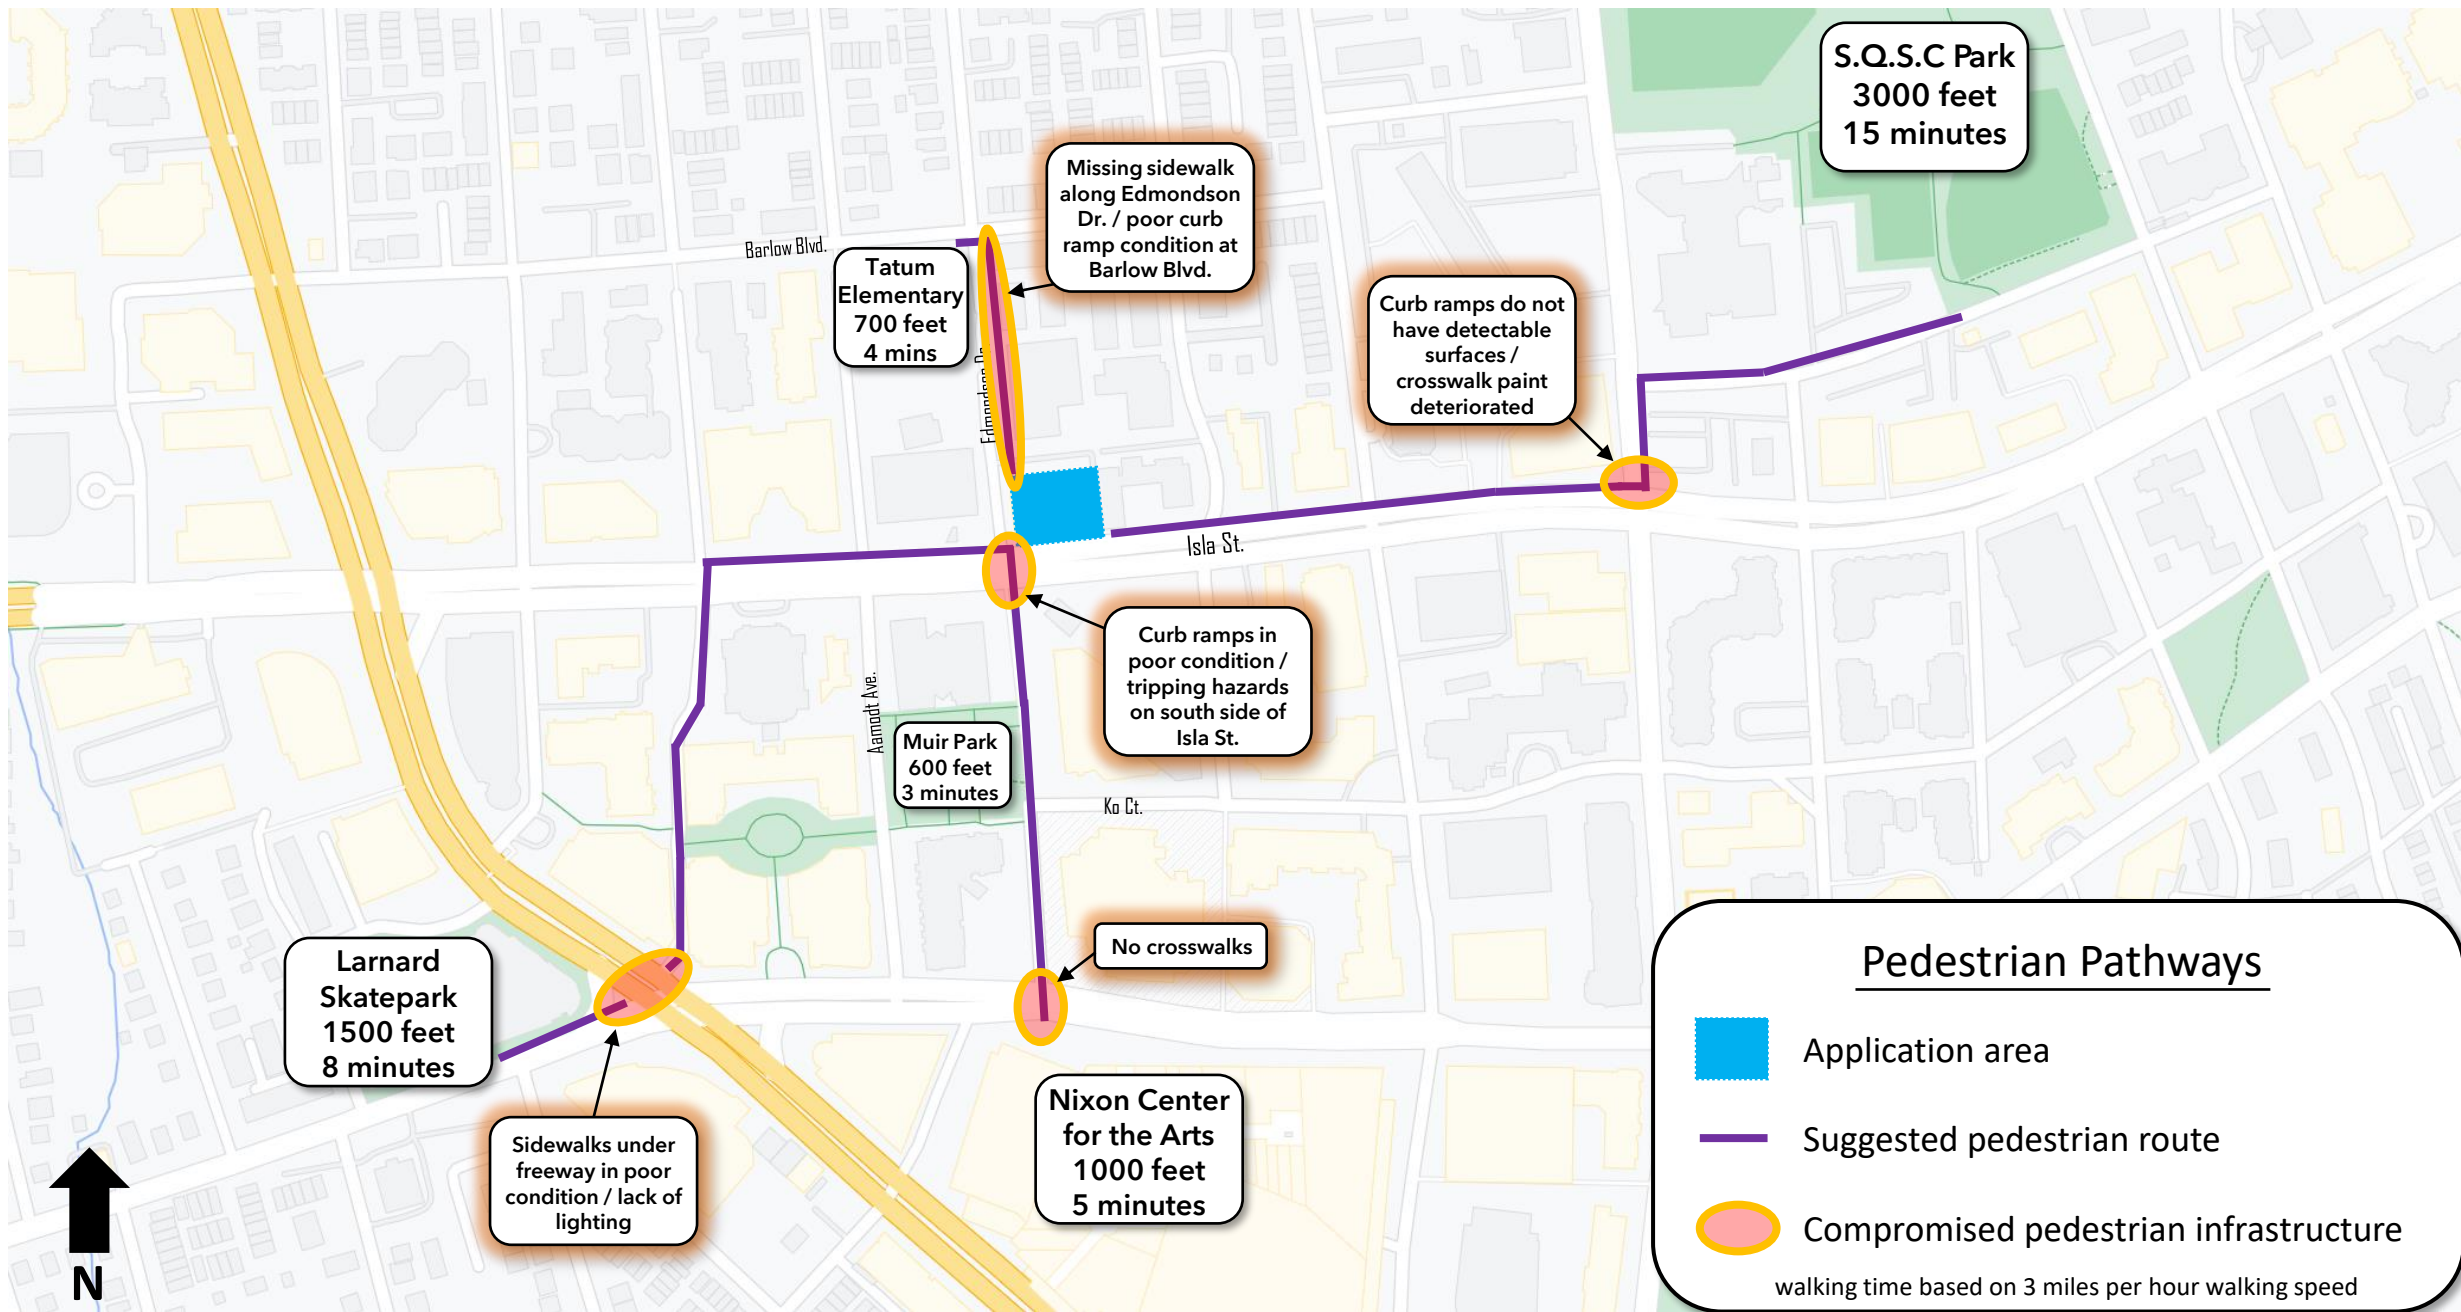 S.Q.S.C Park
3000 feet
15 minutes
Missing sidewalk
along Edmondson
Dr. / poor curb
ramp condition at
Barlow Blvd.
Barlow Blvd.
Tatum
Elementary
700 feet
4 mins
Edmondson Dr.
Curb ramps do not
have detectable
surfaces /
crosswalk paint
deteriorated
Isla St.
Curb ramps in
poor condition /
tripping hazards
on south side of
Isla St.
Aamodt Ave.
Muir Park
600 feet
3 minutes
Ko Ct.
No crosswalks
Larnard
Skatepark
1500 feet
8 minutes
Sidewalks under
freeway in poor
condition / lack of
lighting
Nixon Center
for the Arts
1000 feet
5 minutes
N
Pedestrian Pathways
Application area
Suggested pedestrian route
Compromised pedestrian infrastructure
walking time based on 3 miles per hour walking speed